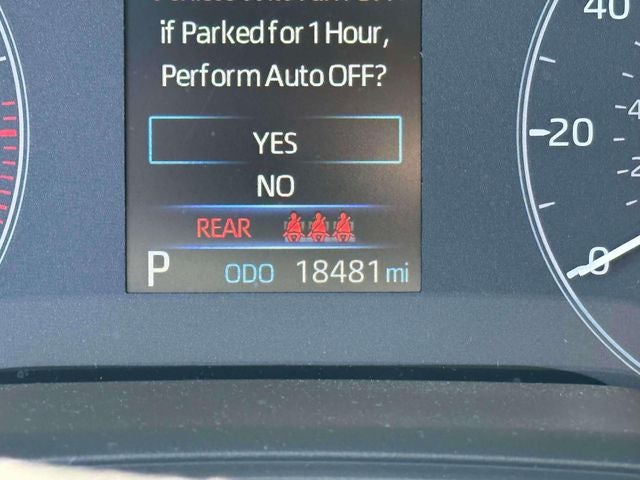 if Parked for 1 Hour,
Perform Auto OFF?
YES
NO
REAR
P ODO 18481 mi
40
20
0